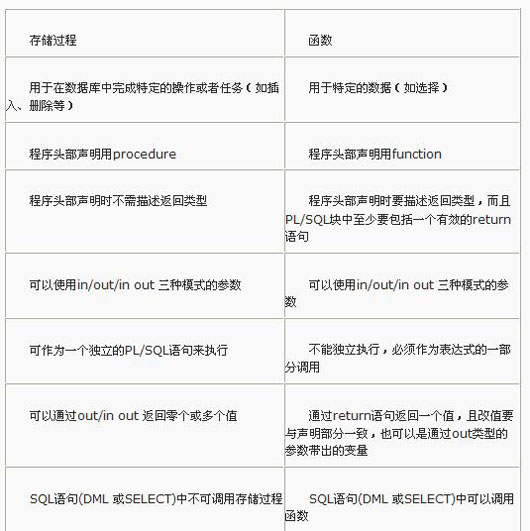 存储过程
函数
用于在数据库中完成特定的操作或者任务（如插
入、删除等）
用于特定的数据（如选择）
程序头部声明用procedure
程序头部声明用function
程序头部声明时不需描述返回类型
程序头部声明时要描述返回类型，而且
PL/SQL块中至少要包括一个有效的return
语句
可以使用in/out/in out 三种模式的参数
可以使用in/out/in out 三种模式的参
数
可作为一个独立的PL/SQL语句来执行
不能独立执行，必须作为表达式的一部
分调用
可以通过out/in out 返回零个或多个值
通过return语句返回一个值，且改值要
与声明部分一致，也可以是通过out类型的
参数带出的变量
SQL语句(DML 或SELECT)中不可调用存储过程
SQL语句(DML 或SELECT)中可以调用
函数